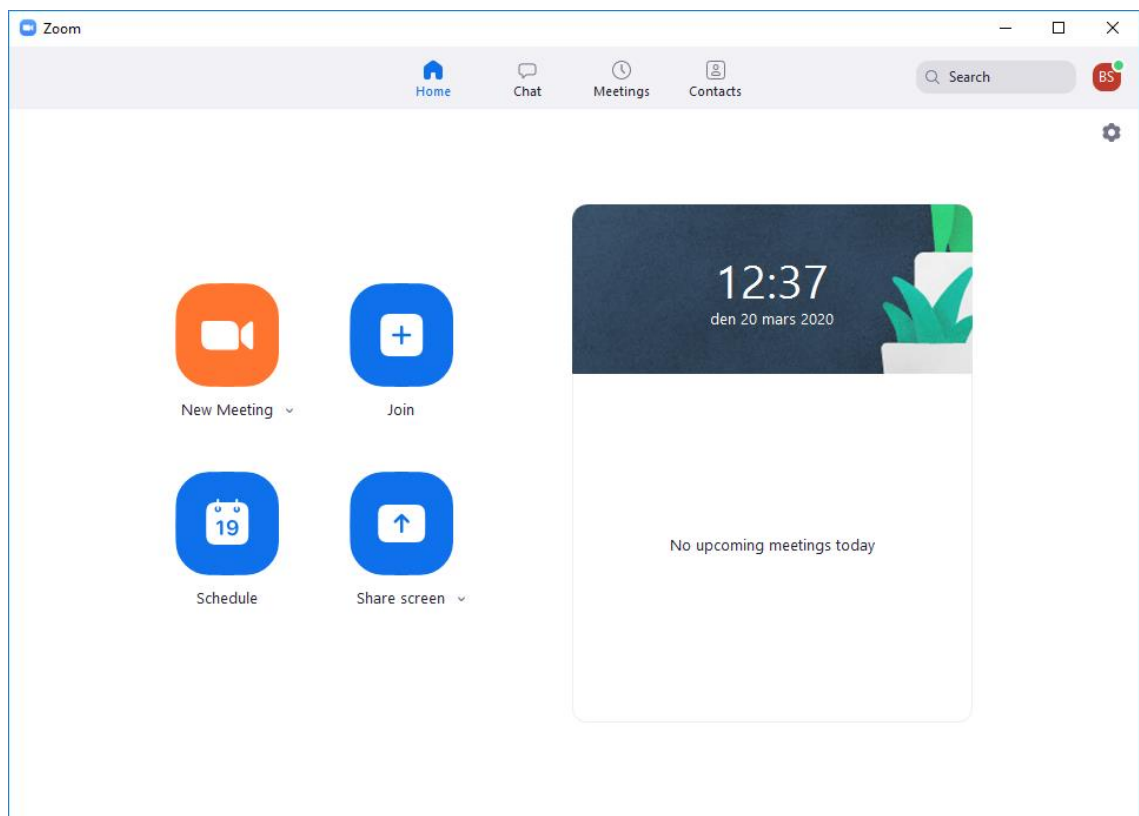 Zoom
Home
Chat
Meetings
Contacts
Search
BS
12:37
den 20 mars 2020
New Meeting
Join
19
Schedule
Share screen
No upcoming meetings today